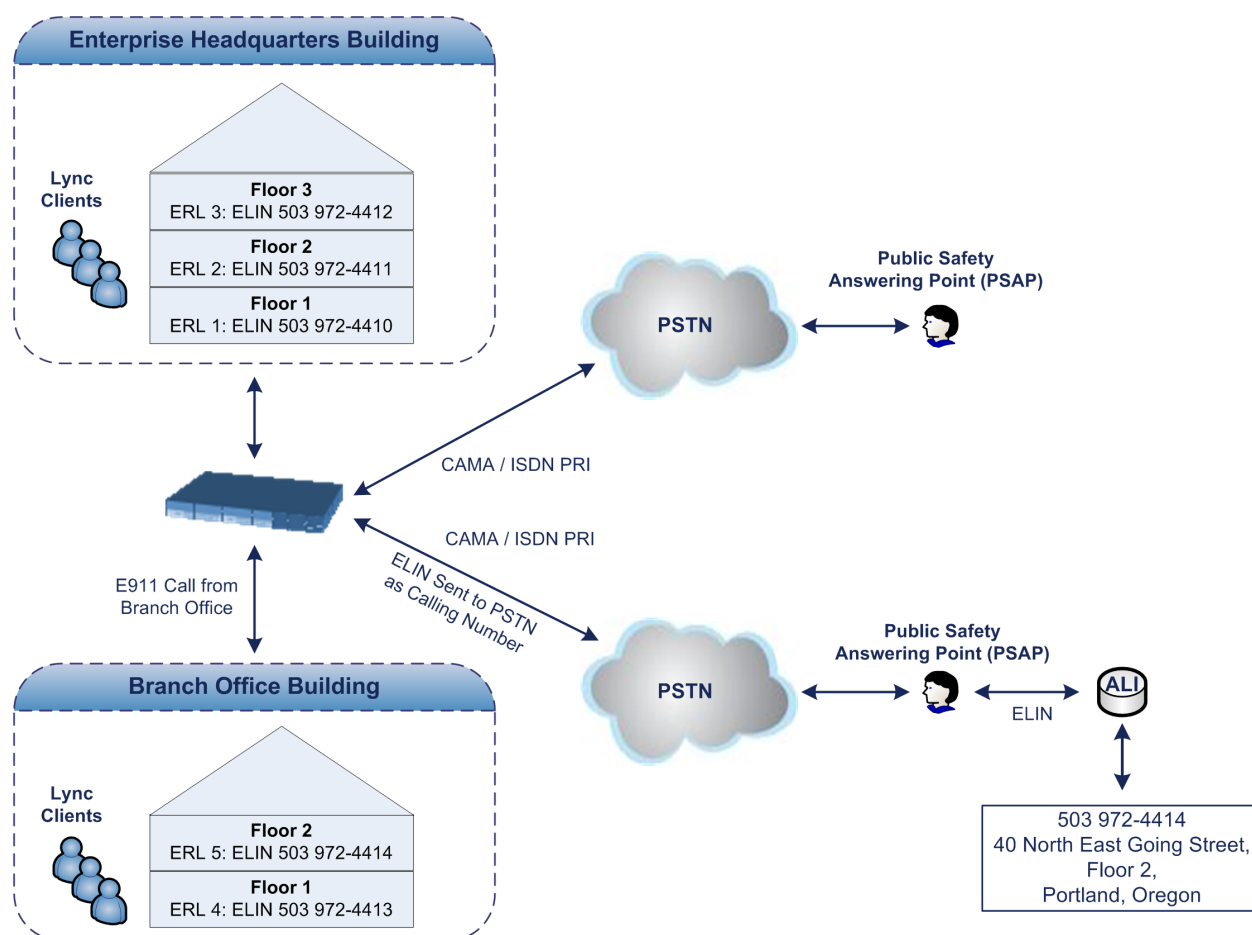 Enterprise Headquarters Building
Lync
Clients
Floor 3
ERL 3: ELIN 503 972-4412
Floor 2
ERL 2: ELIN 503 972-4411
Floor 1
ERL 1: ELIN 503 972-4410
PSTN
Public Safety
Answering Point (PSAP)
CAMA / ISDN PRI
CAMA / ISDN PRI
ELIN Sent to PSTN
as Calling Number
E911 Call from
Branch Office
PSTN
Public Safety
Answering Point (PSAP)
ELIN
ALI
503 972-4414
40 North East Going Street,
Floor 2,
Portland, Oregon
Branch Office Building
Lync
Clients
Floor 2
ERL 5: ELIN 503 972-4414
Floor 1
ERL 4: ELIN 503 972-4413